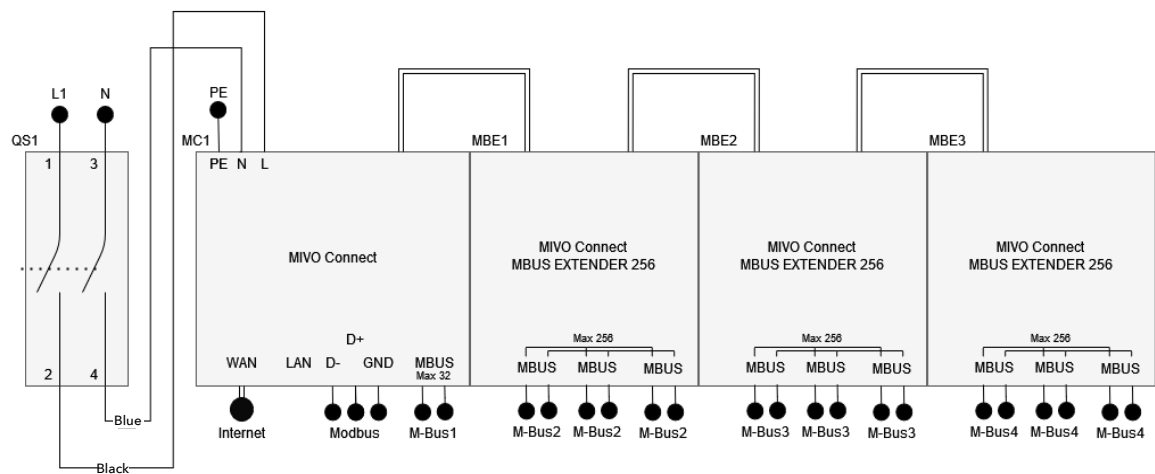 L1 N PE
QS1 MC1 MBE1 MBE2 MBE3
1 3 PE N L
MIVO Connect
MIVO Connect
MBUS EXTENDER 256
MIVO Connect
MBUS EXTENDER 256
MIVO Connect
MBUS EXTENDER 256
D+
Max 256 Max 256 Max 256
WAN LAN D- GND MBUS
Max 32
MBUS MBUS MBUS MBUS MBUS MBUS MBUS MBUS MBUS
2 4
Blue
Internet Modbus M-Bus1 M-Bus2 M-Bus2 M-Bus2 M-Bus3 M-Bus3 M-Bus3 M-Bus4 M-Bus4 M-Bus4
Black